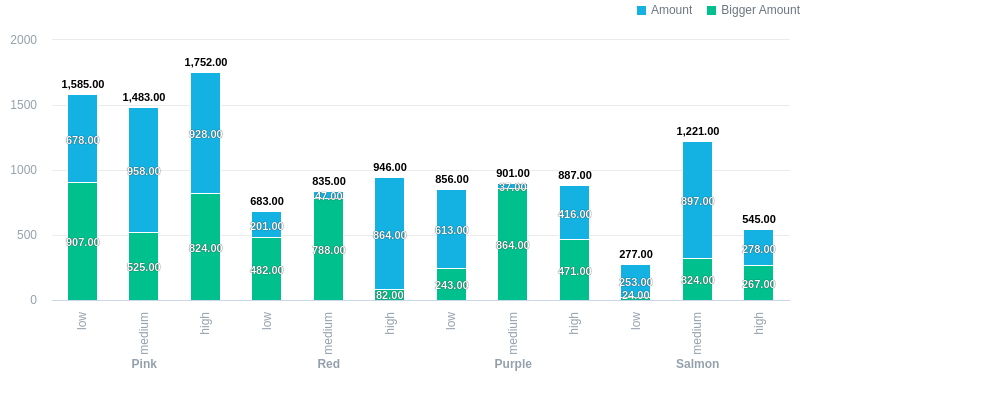 Amount Bigger Amount
2000
1,752.00
1,585.00
1,483.00
1500
1,221.00
678.00 928.00
1000 958.00
946.00
835.00 856.00 901.00 887.00
37.00
47.00
683.00 897.00
416.00 545.00
201.00 613.00
500 864.00
907.00 824.00 788.00 864.00 278.00
277.00
525.00 482.00 471.00
324.00
243.00 253.00 267.00
82.00 24.00
0
low medium high low medium high low medium high low medium high
Pink Red Purple Salmon